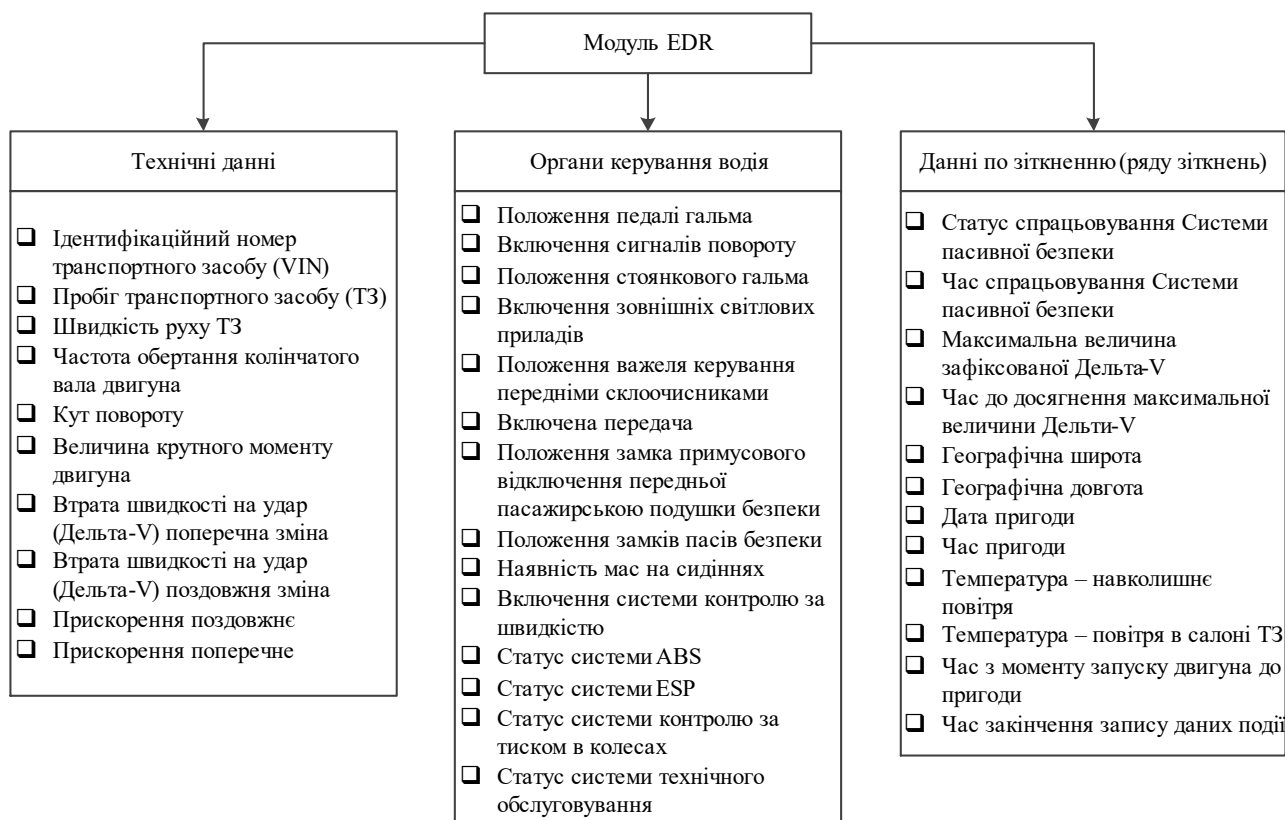 Модуль EDR
Технічні данні
Ідентифікаційний номер
транспортного засобу (VIN)
Пробіг транспортного засобу (ТЗ)
Швидкість руху ТЗ
Частота обертання колінчатого
вала двигуна
Кут повороту
Величина крутного моменту
двигуна
Втрата швидкості на удар
(Дельта-V) поперечна зміна
Втрата швидкості на удар
(Дельта-V) поздовжня зміна
Прискорення поздовжнє
Прискорення поперечне
Органи керування водія
Положення педалі гальма
Включення сигналів повороту
Положення стоянкового гальма
Включення зовнішніх світлових
приладів
Положення важеля керування
передніми склоочисниками
Включена передача
Положення замка примусового
відключення передньої
пасажирською подушки безпеки
Положення замків пасів безпеки
Наявність мас на сидіннях
Включення системи контролю за
швидкістю
Статус системи ABS
Статус системи ESP
Статус системи контролю за
тиском в колесах
Статус системи технічного
обслуговування
Данні по зіткненню (ряду зіткнень)
Статус спрацьовування Системи
пасивної безпеки
Час спрацьовування Системи
пасивної безпеки
Максимальна величина
зафіксованої Дельта-V
Час до досягнення максимальної
величини Дельти-V
Географічна широта
Географічна довгота
Дата пригоди
Час пригоди
Температура – навколишнє
повітря
Температура – повітря в салоні ТЗ
Час з моменту запуску двигуна до
пригоди
Час закінчення запису даних події